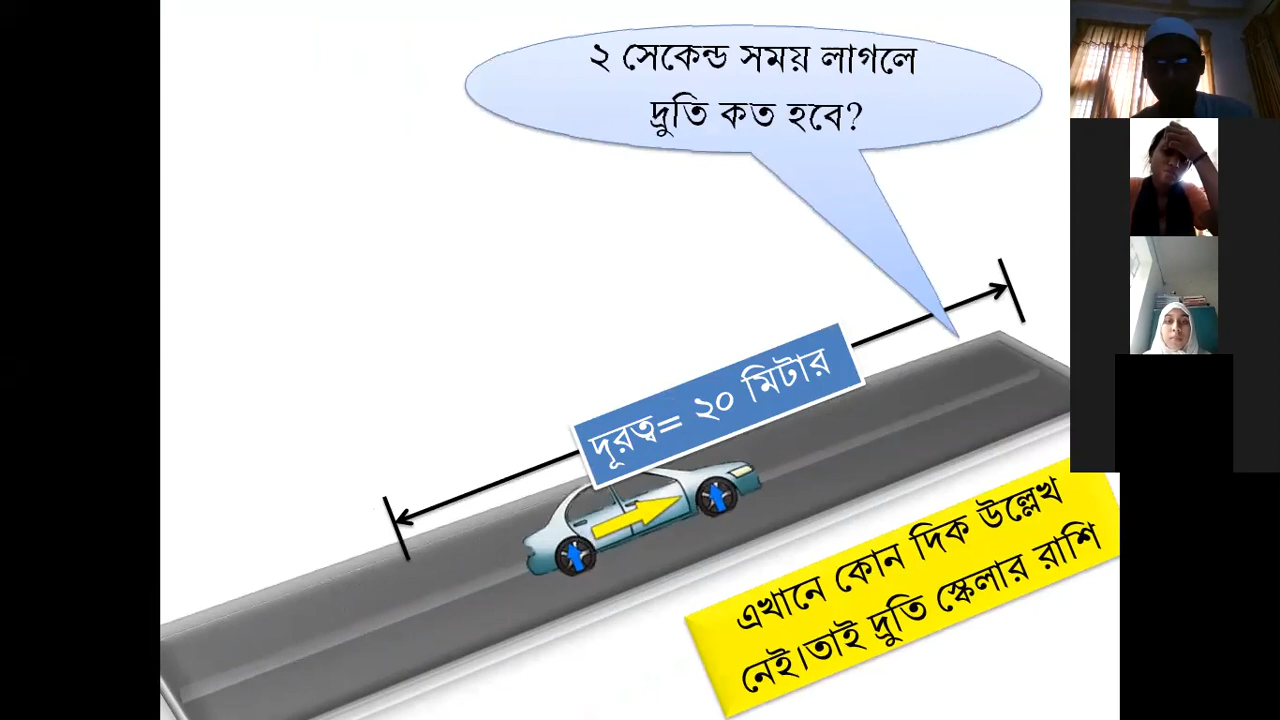 ২ সেকেন্ড সময় লাগলে
দ্রুতি কত হবে?
দূরত্ব= ২০ মিটার
এখানে কোন দিক উল্লেখ
নেই।তাই দ্রুতি স্কেলার রাশি